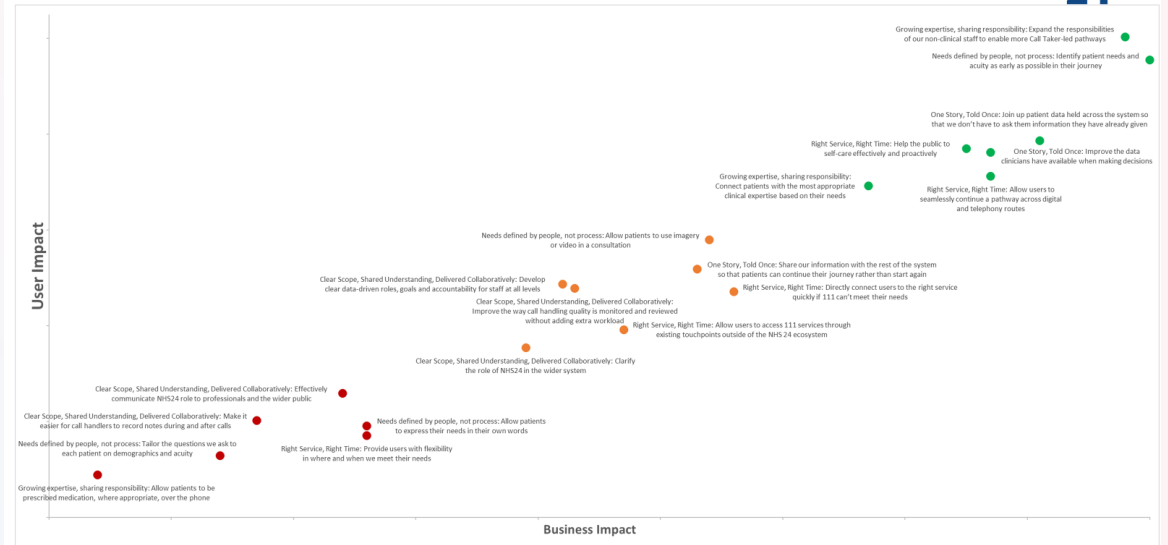 Growing expertise, sharing responsibility: Expand the responsibilities
of our non-clinical staff to enable more Call Taker-led pathways
Needs defined by people, not process: Identify patient needs and
acuity as early as possible in their journey
One Story, Told Once: Join up patient data held across the system so
that we don't have to ask them information they have already given
Right Service, Right Time: Help the public to
self-care effectively and proactively
One Story, Told Once: Improve the data
clinicians have available when making decisions
Growing expertise, sharing responsibility:
Connect patients with the most appropriate
clinical expertise based on their needs
Right Service, Right Time: Allow users to
seamlessly continue a pathway across digital
and telephony routes
User Impact
Needs defined by people, not process: Allow patients to use imagery
or video in a consultation
One Story, Told Once: Share our information with the rest of the system
so that patients can continue their journey rather than start again
Clear Scope, Shared Understanding, Delivered Collaboratively: Develop
clear data-driven roles, goals and accountability for staff at all levels
Right Service, Right Time: Directly connect users to the right service
quickly if 111 can't meet their needs
Clear Scope, Shared Understanding, Delivered Collaboratively:
Improve the way call handling quality is monitored and reviewed
without adding extra workload
Right Service, Right Time: Allow users to access 111 services through
existing touchpoints outside of the NHS 24 ecosystem
Clear Scope, Shared Understanding, Delivered Collaboratively: Clarify
the role of NHS24 in the wider system
Clear Scope, Shared Understanding, Delivered Collaboratively: Effectively
communicate NHS24 role to professionals and the wider public
Clear Scope, Shared Understanding, Delivered Collaboratively: Make it
easier for call handlers to record notes during and after calls
Needs defined by people, not process: Allow patients
to express their needs in their own words
Needs defined by people, not process: Tailor the questions we ask to
each patient on demographics and acuity
Right Service, Right Time: Provide users with flexibility
in where and when we meet their needs
Growing expertise, sharing responsibility: Allow patients to be
prescribed medication, where appropriate, over the phone
Business Impact